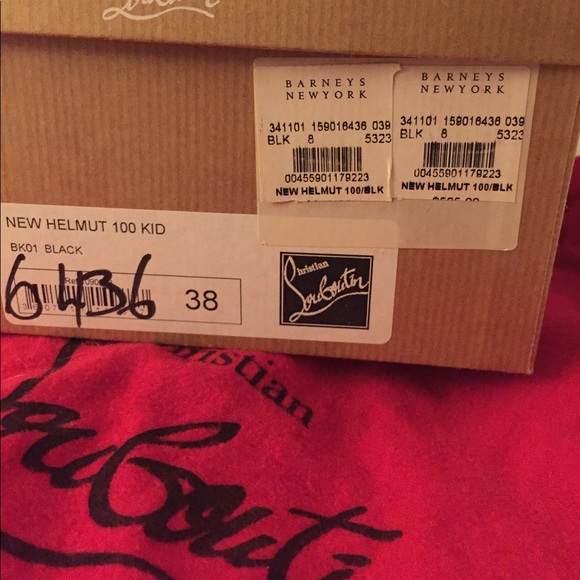 Louboutin
BARNEYS
NEWYORK
341101 159016436 039
BLK 8 5323
00455901179223
NEW HELMUT 100/BLK
BARNEYS
NEWYORK
341101 159016436 039
BLK 8 5323
00455901179223
NEW HELMUT 100/BLK
NEW HELMUT 100 KID
BK01 BLACK
6436
38
Christian
Louboutin
Christian
Louboutin